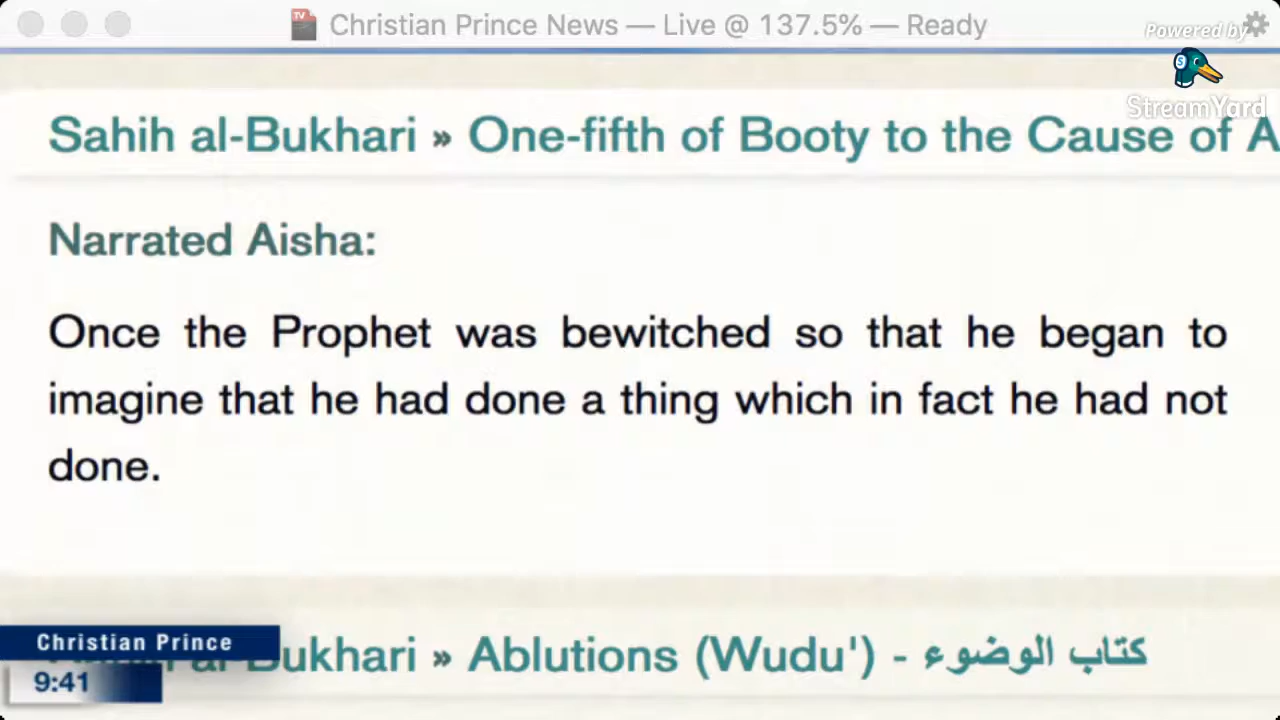 Christian Prince News — Live @ 137.5% — Ready
Powered by
StreamYard
Sahih al-Bukhari » One-fifth of Booty to the Cause of A
Narrated Aisha:
Once the Prophet was bewitched so that he began to
imagine that he had done a thing which in fact he had not
done.
Christian Prince
Bukhari » Ablutions (Wudu') - كتاب الوضوء
9:41